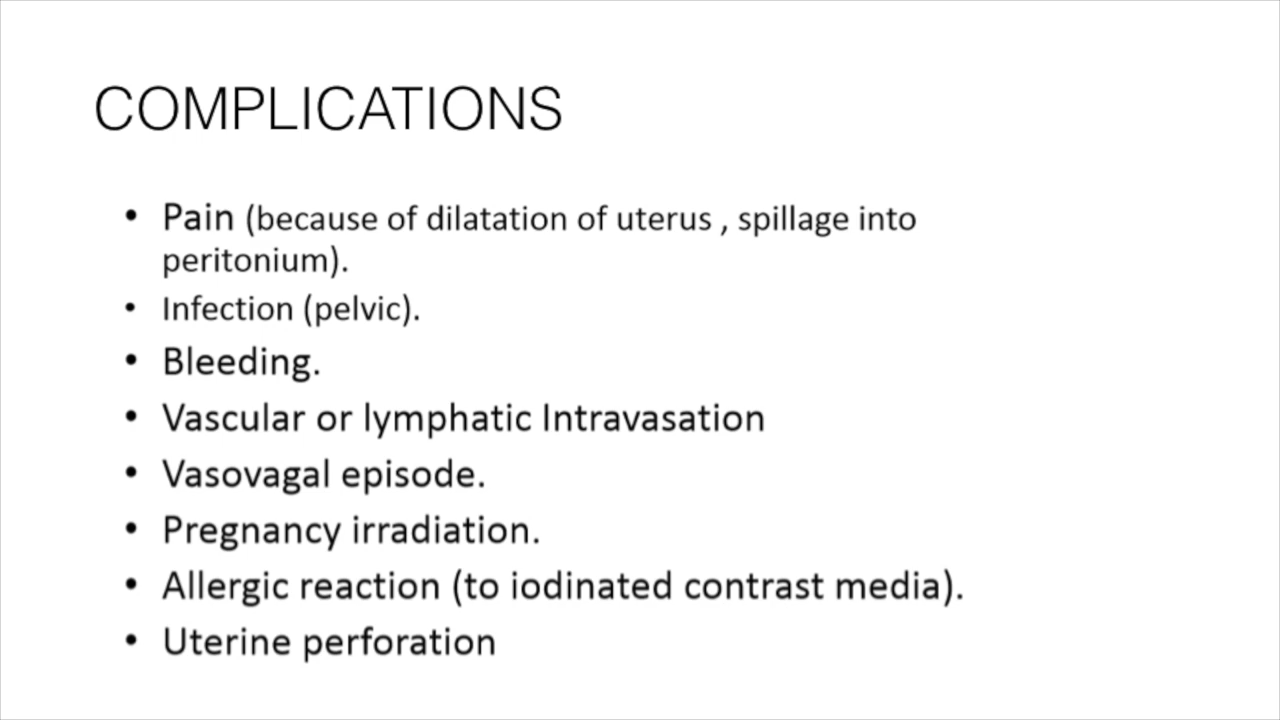 COMPLICATIONS
• Pain (because of dilatation of uterus , spillage into
peritonium).
• Infection (pelvic).
• Bleeding.
• Vascular or lymphatic Intravasation
• Vasovagal episode.
• Pregnancy irradiation.
• Allergic reaction (to iodinated contrast media).
• Uterine perforation